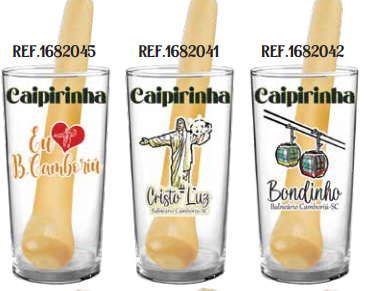 REF.1682045
Caipirinha
Eu
B. Camboriú
REF.1682041
Caipirinha
Cristo Luz
Balneário Camboriú-SC
REF.1682042
Caipirinha
Bondinho
Balneário Camboriú-SC